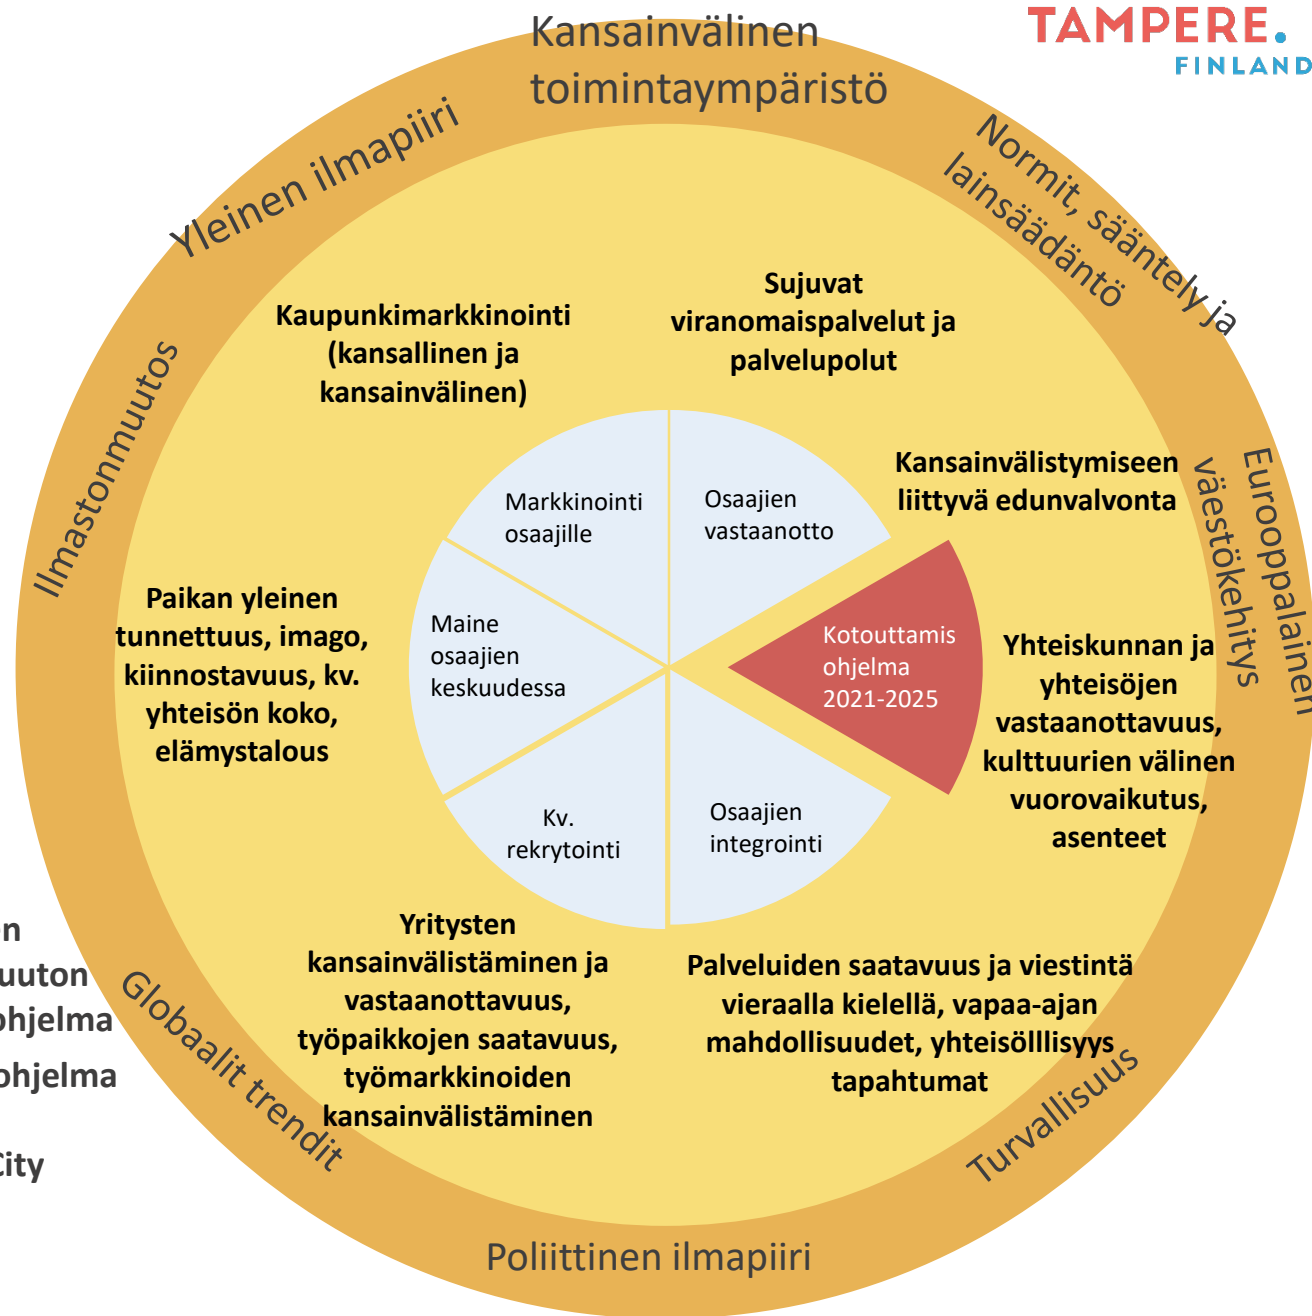 TAMPERE.
FINLAND
Kansainvälinen
toimintaympäristö
Yleinen ilmapiiri
Normit, sääntely ja
lainsäädäntö
Ilmastonmuutos
Eurooppalainen
väestökehitys
Kaupunkimarkkinointi
(kansallinen ja
kansainvälinen)
Sujuvat
viranomaispalvelut ja
palvelupolut
Kansainvälistymiseen
liittyvä edunvalvonta
Markkinointi
osaajille
Osaajien
vastaanotto
Paikan yleinen
tunnettuus, imago,
kiinnostavuus, kv.
yhteisön koko,
elämystalous
Maine
osaajien
keskuudessa
Kotouttamis
ohjelma
2021-2025
Yhteiskunnan ja
yhteisöjen
vastaanottavuus,
kulttuurien välinen
vuorovaikutus,
asenteet
Kv.
rekrytointi
Osaajien
integrointi
Yritysten
kansainvälistäminen ja
vastaanottavuus,
työpaikkojen saatavuus,
työmarkkinoiden
kansainvälistäminen
Palveluiden saatavuus ja viestintä
vieraalla kielellä, vapaa-ajan
mahdollisuudet, yhteisölllisyys
tapahtumat
ohjelma
ohjelma
City
Globaalit trendit
Turvallisuus
Poliittinen ilmapiiri